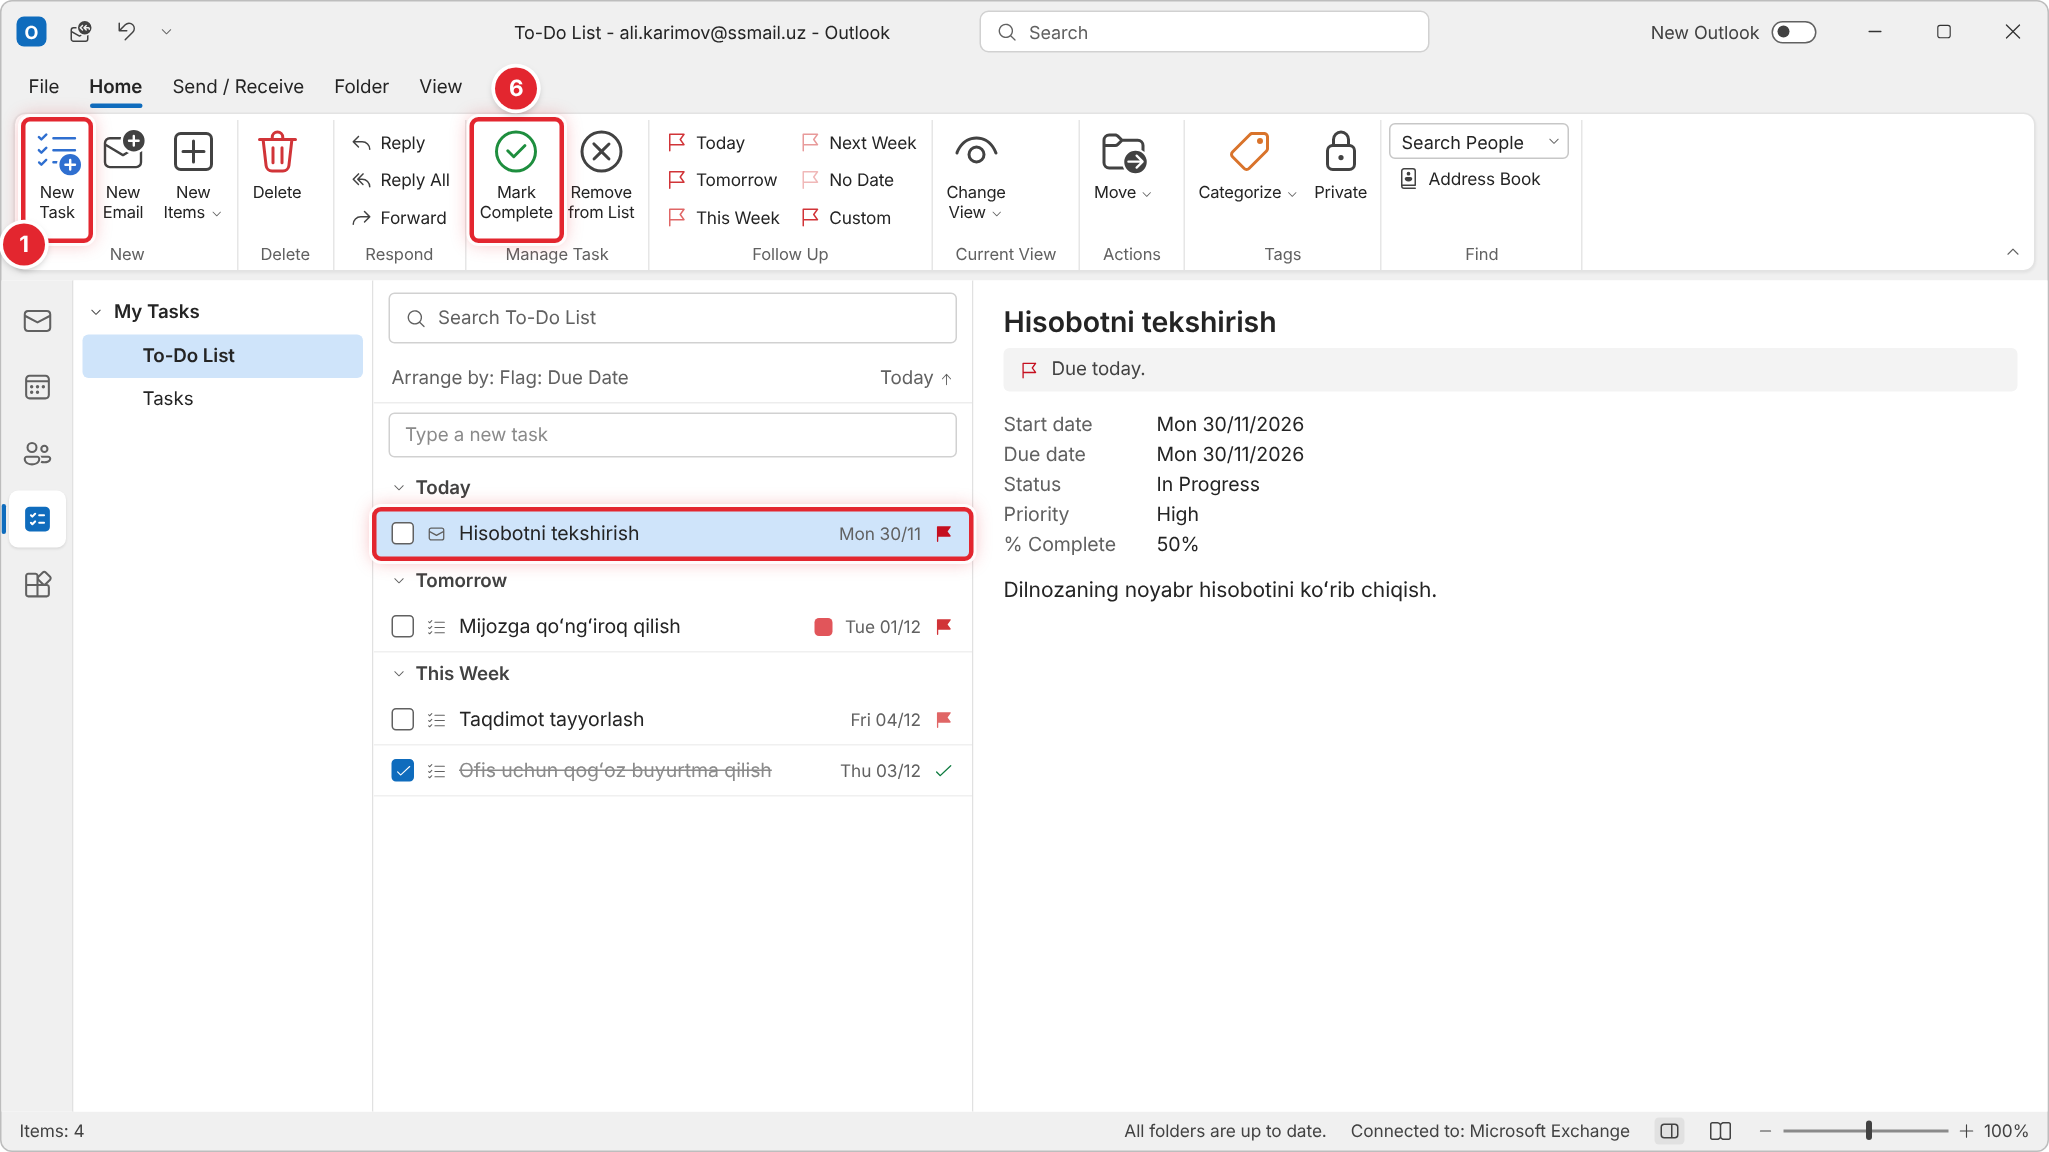 To-Do List - ali.karimov@ssmail.uz - Outlook
Search
New Outlook
File
Home
Send / Receive
Folder
View
6
New Task
New Email
New Items
Delete
Reply
Reply All
Forward
Mark Complete
Remove from List
Today
Tomorrow
This Week
Next Week
No Date
Custom
Change View
Move
Categorize
Private
Search People
Address Book
1
New
Delete
Respond
Manage Task
Follow Up
Current View
Actions
Tags
Find
My Tasks
To-Do List
Tasks
Search To-Do List
Arrange by: Flag: Due Date
Today
Type a new task
Today
Hisobotni tekshirish
Mon 30/11
Tomorrow
Mijozga qoʻngʻiroq qilish
Tue 01/12
This Week
Taqdimot tayyorlash
Fri 04/12
Ofis uchun qogʻoz buyurtma qilish
Thu 03/12
Hisobotni tekshirish
Due today.
Start date Mon 30/11/2026
Due date Mon 30/11/2026
Status In Progress
Priority High
% Complete 50%
Dilnozaning noyabr hisobotini koʻrib chiqish.
Items: 4
All folders are up to date.
Connected to: Microsoft Exchange
100%